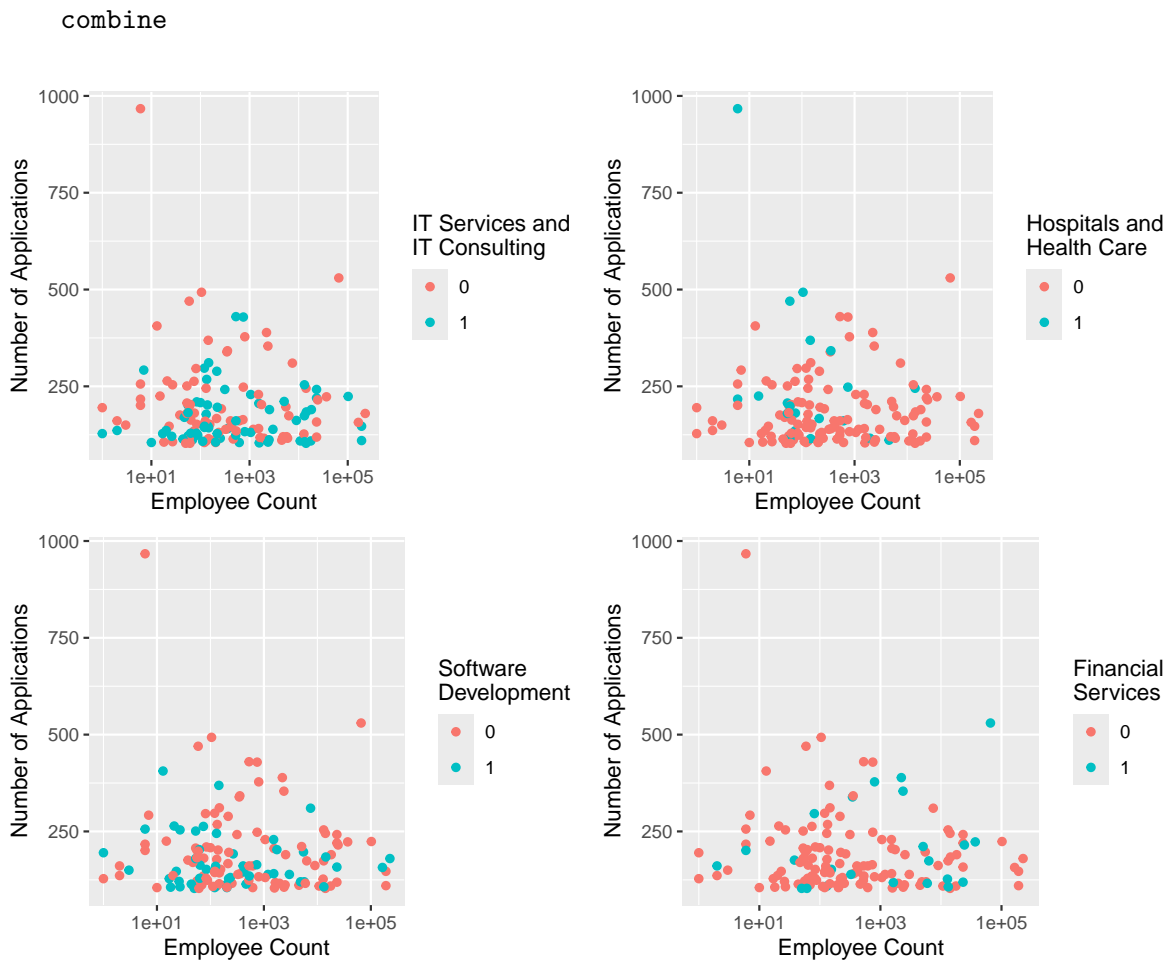 combine
1000
750
500
250
Number of Applications
1e+01 1e+03 1e+05
Employee Count
IT Services and
IT Consulting
0
1
1000
750
500
250
Number of Applications
1e+01 1e+03 1e+05
Employee Count
Hospitals and
Health Care
0
1
1000
750
500
250
Number of Applications
1e+01 1e+03 1e+05
Employee Count
Software
Development
0
1
1000
750
500
250
Number of Applications
1e+01 1e+03 1e+05
Employee Count
Financial
Services
0
1